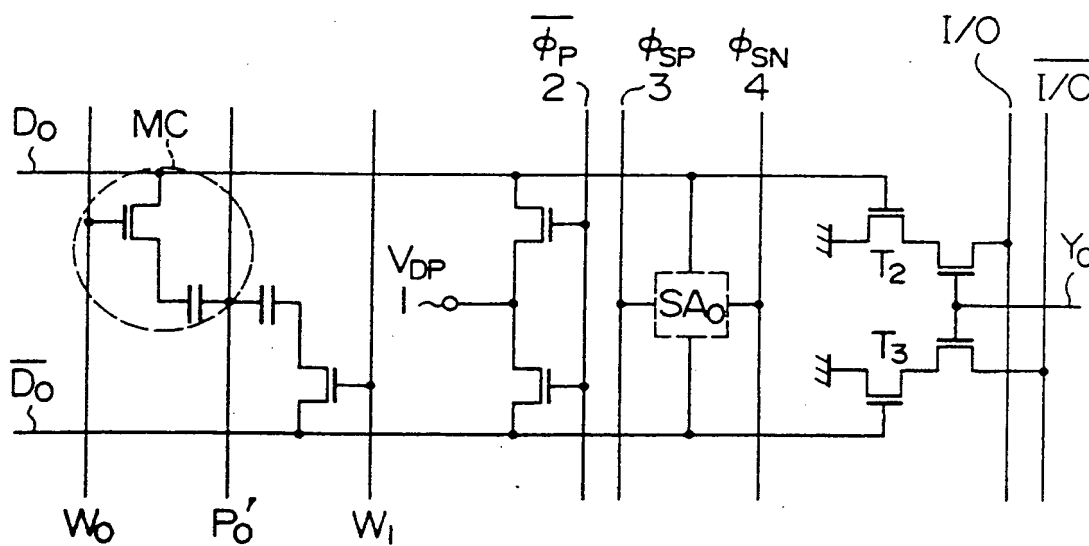 φ̅P̅ φSP φSN I/O I̅/̅O̅
2 3 4
D₀ MC
VDP
1
SA₀
T₂
Y₀
T₃
D̅₀̅
W₀ P₀′ W₁